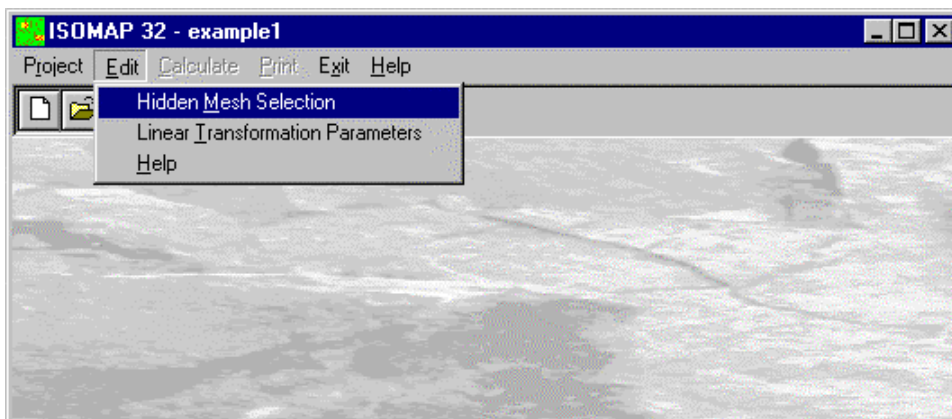 ISOMAP 32 - example1
Project Edit Calculate Print Exit Help
Hidden Mesh Selection
Linear Transformation Parameters
Help